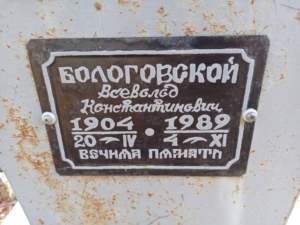 БОЛОГОВСКОЙ
Всеволод
Константинович
1904 • 1989
20 – IV 4 – XI
ВЕЧНАЯ ПАМЯТЬ